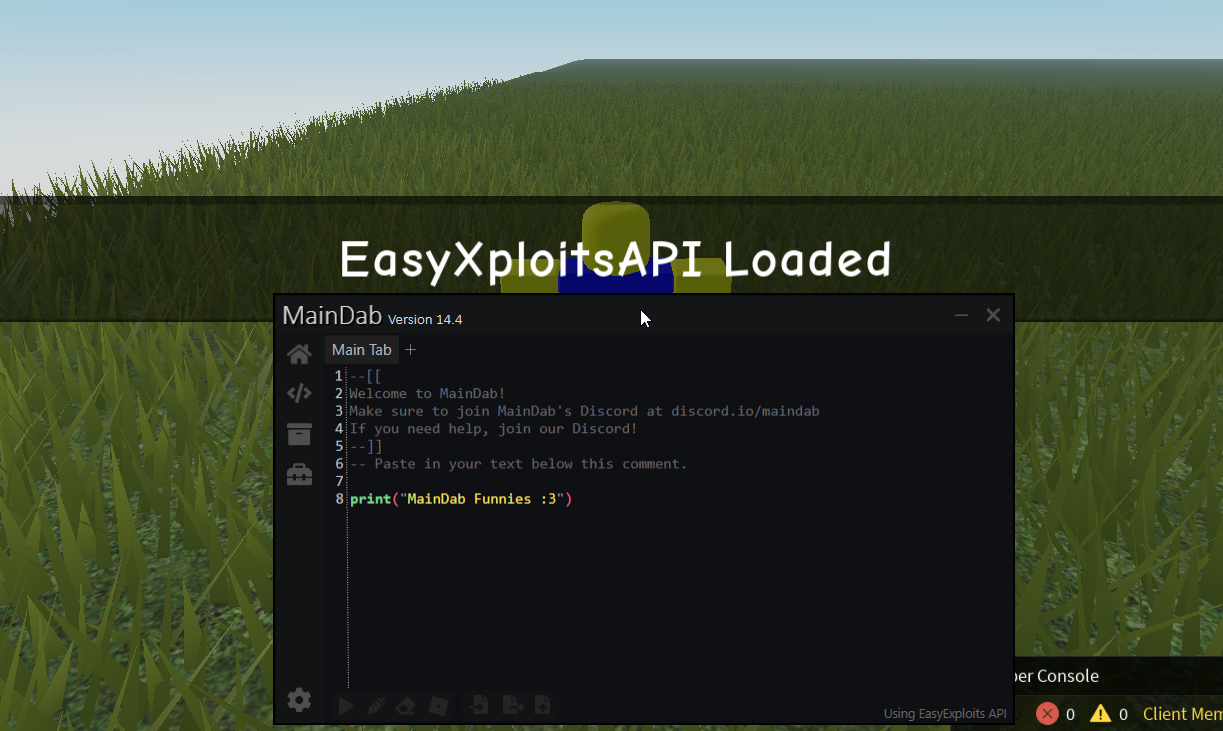 EasyXploitsAPI Loaded
MainDab Version 14.4
Main Tab +
1 --[[
2 Welcome to MainDab!
3 Make sure to join MainDab's Discord at discord.io/maindab
4 If you need help, join our Discord!
5 --]]
6 -- Paste in your text below this comment.
7
8 print("MainDab Funnies :3")
Using EasyExploits API
per Console
0 0 Client Mem